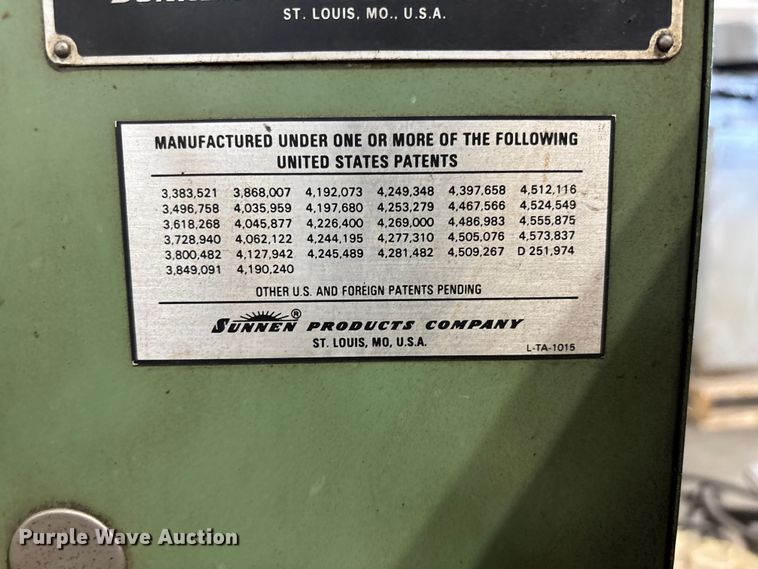 ST. LOUIS, MO., U.S.A.
MANUFACTURED UNDER ONE OR MORE OF THE FOLLOWING
UNITED STATES PATENTS
3,383,521 3,868,007 4,192,073 4,249,348 4,397,658 4,512,116
3,496,758 4,035,959 4,197,680 4,253,279 4,467,566 4,524,549
3,618,268 4,045,877 4,226,400 4,269,000 4,486,983 4,555,875
3,728,940 4,062,122 4,244,195 4,277,310 4,505,076 4,573,837
3,800,482 4,127,942 4,245,489 4,281,482 4,509,267 D 251,974
3,849,091 4,190,240
OTHER U.S. AND FOREIGN PATENTS PENDING
SUNNEN® PRODUCTS COMPANY
ST. LOUIS, MO, U.S.A.
L-TA-1015
Purple Wave Auction